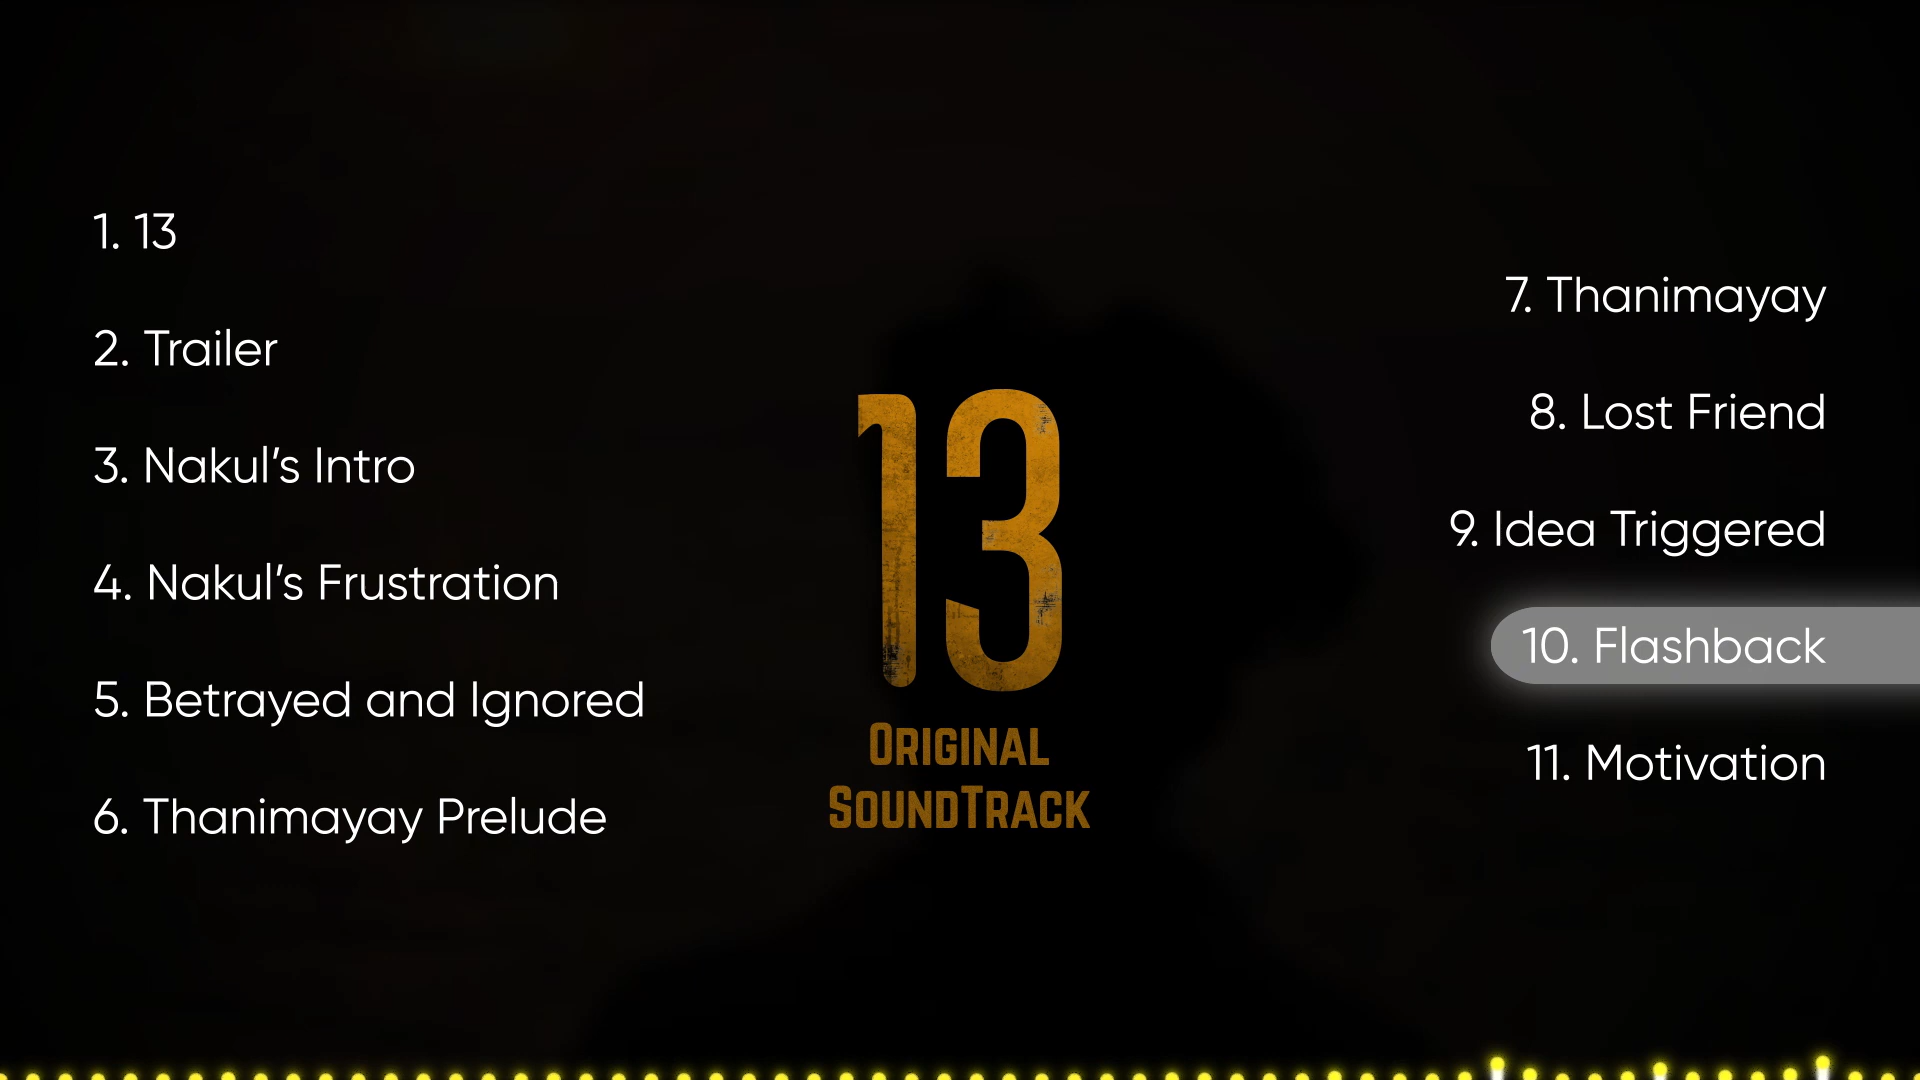 1. 13
2. Trailer
3. Nakul’s Intro
4. Nakul’s Frustration
5. Betrayed and Ignored
6. Thanimayay Prelude
13
Original
SoundTrack
7. Thanimayay
8. Lost Friend
9. Idea Triggered
10. Flashback
11. Motivation